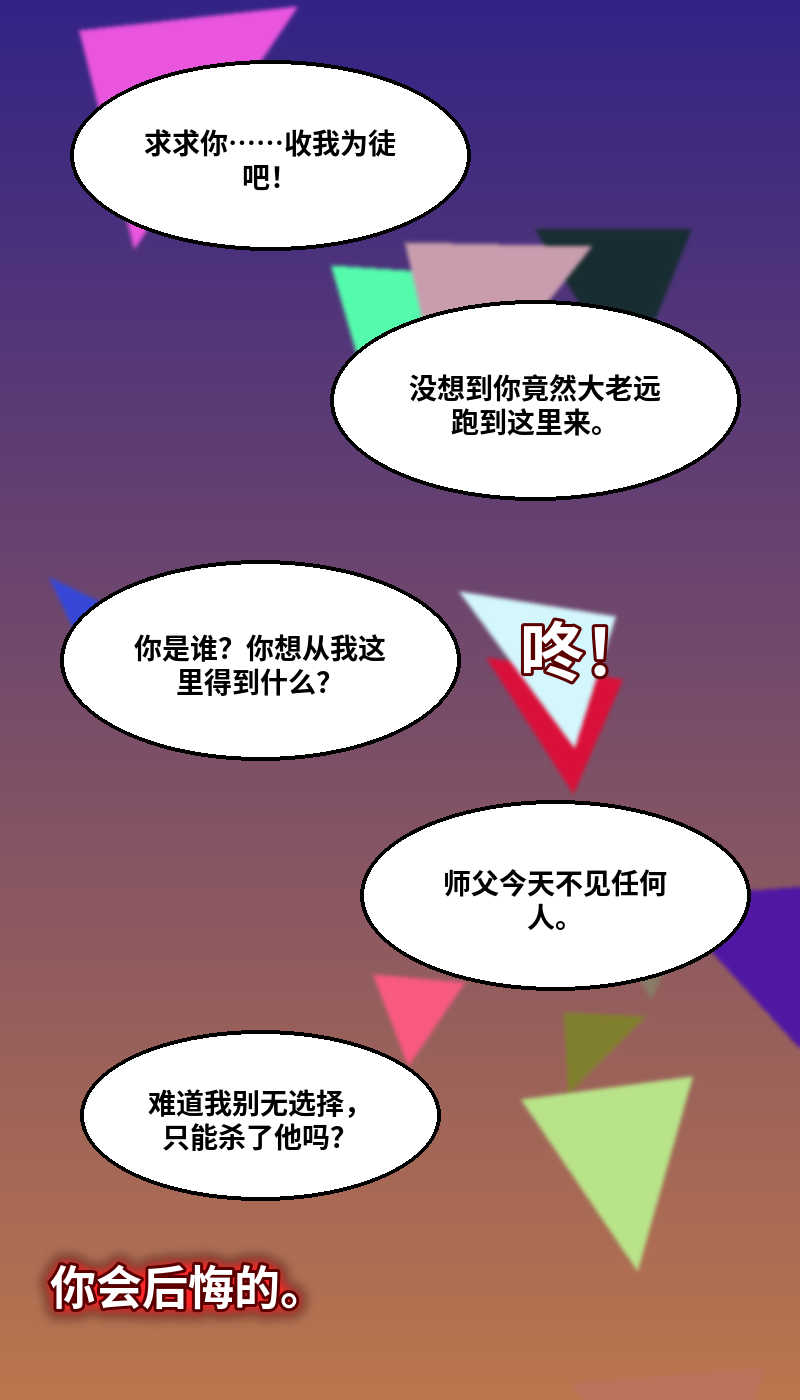 求求你……收我为徒
吧！
没想到你竟然大老远
跑到这里来。
你是谁？你想从我这
里得到什么？
咚！
师父今天不见任何
人。
难道我别无选择，
只能杀了他吗？
你会后悔的。